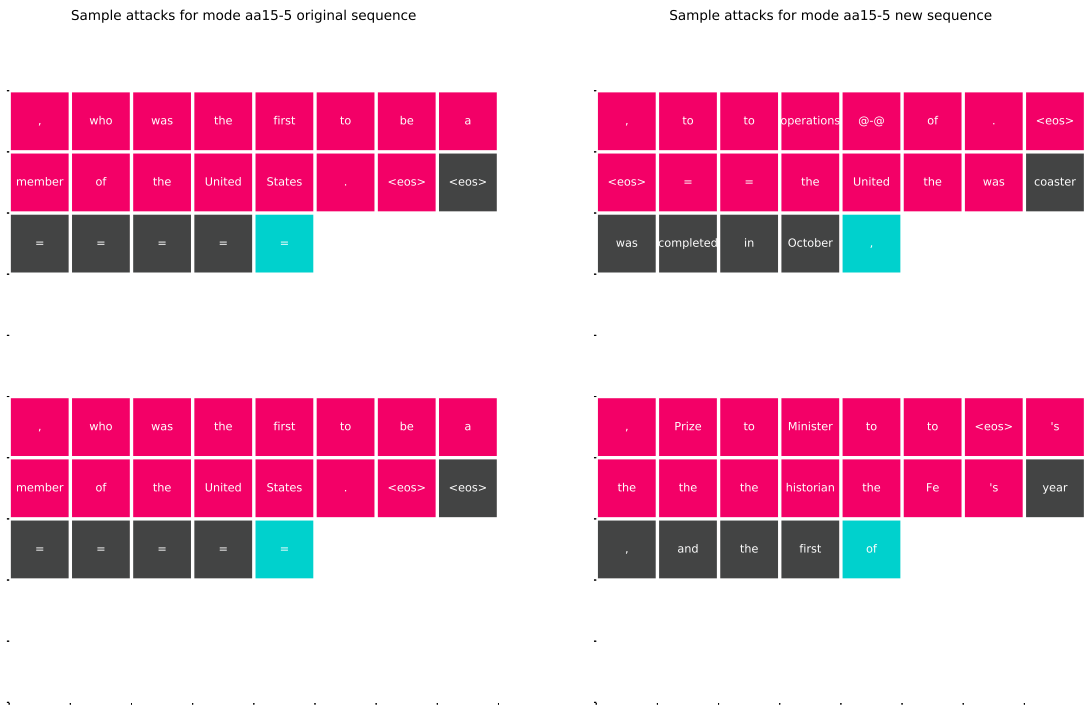 Sample attacks for mode aa15-5 original sequence
, who was the first to be a
member of the United States . <eos> <eos>
= = = = =
, who was the first to be a
member of the United States . <eos> <eos>
= = = = =
Sample attacks for mode aa15-5 new sequence
, to to operations @-@ of . <eos>
<eos> = = the United the was coaster
was completed in October ,
, Prize to Minister to to <eos> 's
the the the historian the Fe 's year
, and the first of